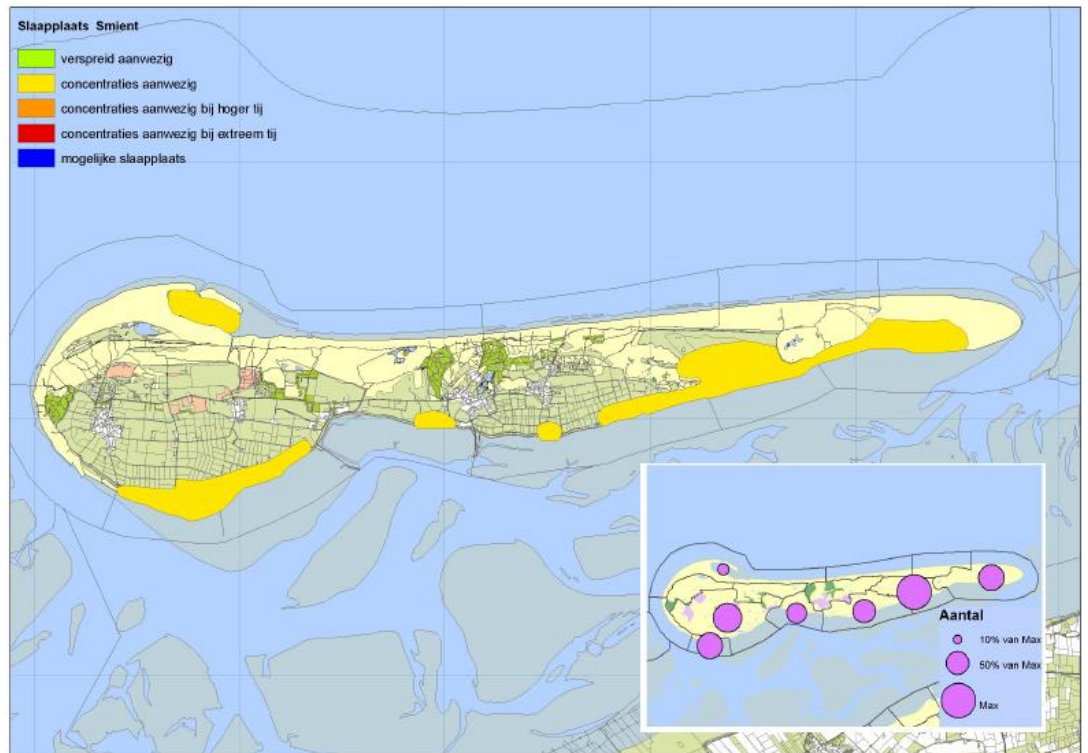 Slaapplaats Smient
verspreid aanwezig
concentraties aanwezig
concentraties aanwezig bij hoger tij
concentraties aanwezig bij extreem tij
mogelijke slaapplaats
Aantal
10% van Max
50% van Max
Max